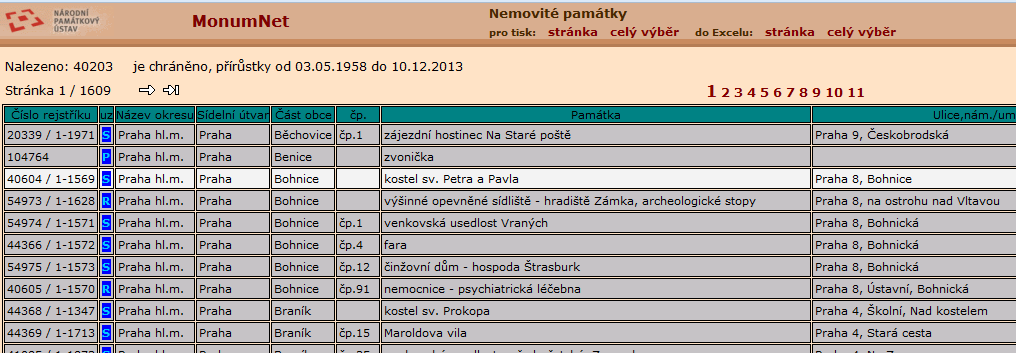 NÁRODNÍ
PAMÁTKOVÝ
ÚSTAV
MonumNet
Nemovité památky
pro tisk: stránka celý výběr do Excelu: stránka celý výběr
Nalezeno: 40203 je chráněno, přírůstky od 03.05.1958 do 10.12.2013
Stránka 1 / 1609 1 2 3 4 5 6 7 8 9 10 11
Číslo rejstříku uz Název okresu Sídelní útvar Část obce čp. Památka Ulice,nám./um
20339 / 1-1971 S Praha hl.m. Praha Běchovice čp.1 zájezdní hostinec Na Staré poště Praha 9, Českobrodská
104764 P Praha hl.m. Praha Benice zvonička
40604 / 1-1569 S Praha hl.m. Praha Bohnice kostel sv. Petra a Pavla Praha 8, Bohnice
54973 / 1-1628 R Praha hl.m. Praha Bohnice výšinné opevněné sídliště - hradiště Zámka, archeologické stopy Praha 8, na ostrohu nad Vltavou
54974 / 1-1571 S Praha hl.m. Praha Bohnice čp.1 venkovská usedlost Vraných Praha 8, Bohnická
44366 / 1-1572 S Praha hl.m. Praha Bohnice čp.4 fara Praha 8, Bohnická
54975 / 1-1573 S Praha hl.m. Praha Bohnice čp.12 činžovní dům - hospoda Štrasburk Praha 8, Bohnická
40605 / 1-1570 R Praha hl.m. Praha Bohnice čp.91 nemocnice - psychiatrická léčebna Praha 8, Ústavní, Bohnická
44368 / 1-1347 S Praha hl.m. Praha Braník kostel sv. Prokopa Praha 4, Školní, Nad kostelem
44369 / 1-1713 S Praha hl.m. Praha Braník čp.15 Maroldova vila Praha 4, Stará cesta